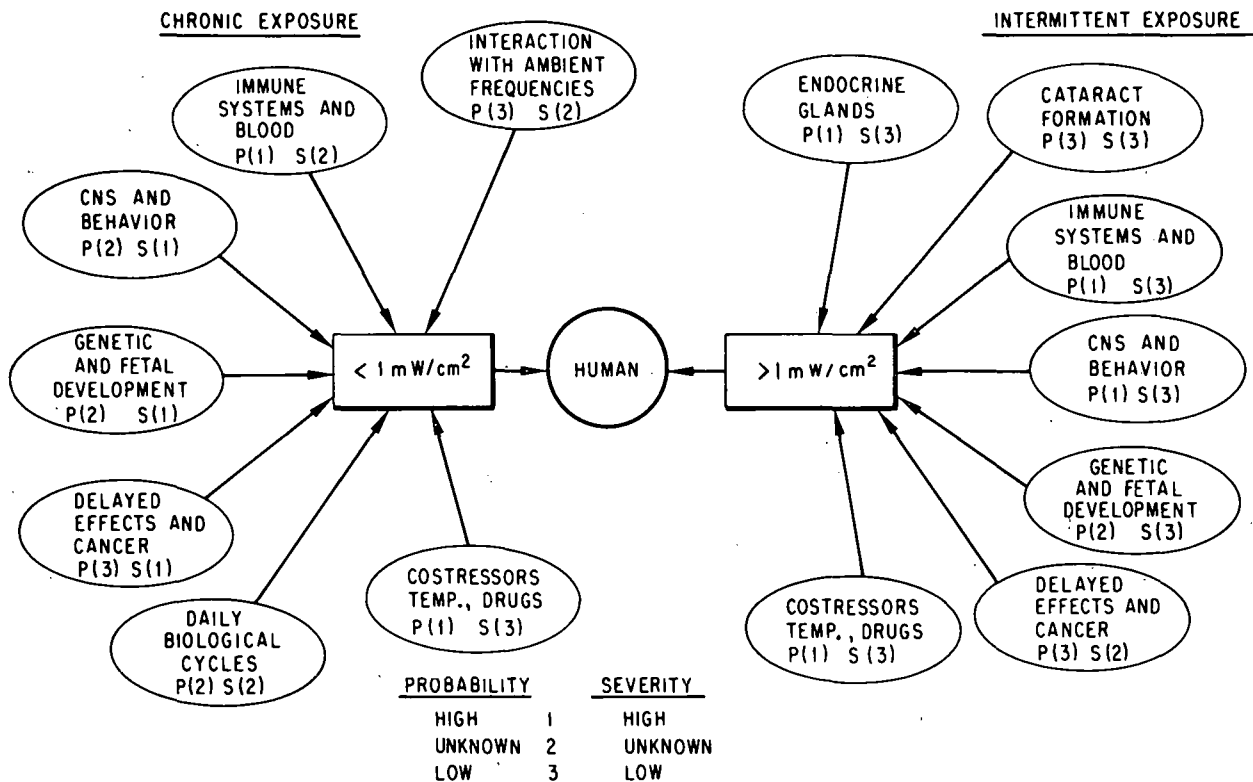 CHRONIC EXPOSURE
INTERMITTENT EXPOSURE
INTERACTION
WITH AMBIENT
FREQUENCIES
P(3) S(2)
IMMUNE
SYSTEMS AND
BLOOD
P(1) S(2)
CNS AND
BEHAVIOR
P(2) S(1)
GENETIC
AND FETAL
DEVELOPMENT
P(2) S(1)
DELAYED
EFFECTS AND
CANCER
P(3) S(1)
DAILY
BIOLOGICAL
CYCLES
P(2) S(2)
COSTRESSORS
TEMP., DRUGS
P(1) S(3)
< 1 mW/cm²
HUMAN
>1 mW/cm²
ENDOCRINE
GLANDS
P(1) S(3)
CATARACT
FORMATION
P(3) S(3)
IMMUNE
SYSTEMS AND
BLOOD
P(1) S(3)
CNS AND
BEHAVIOR
P(1) S(3)
GENETIC
AND FETAL
DEVELOPMENT
P(2) S(3)
DELAYED
EFFECTS AND
CANCER
P(3) S(2)
COSTRESSORS
TEMP., DRUGS
P(1) S(3)
PROBABILITY SEVERITY
HIGH 1 HIGH
UNKNOWN 2 UNKNOWN
LOW 3 LOW